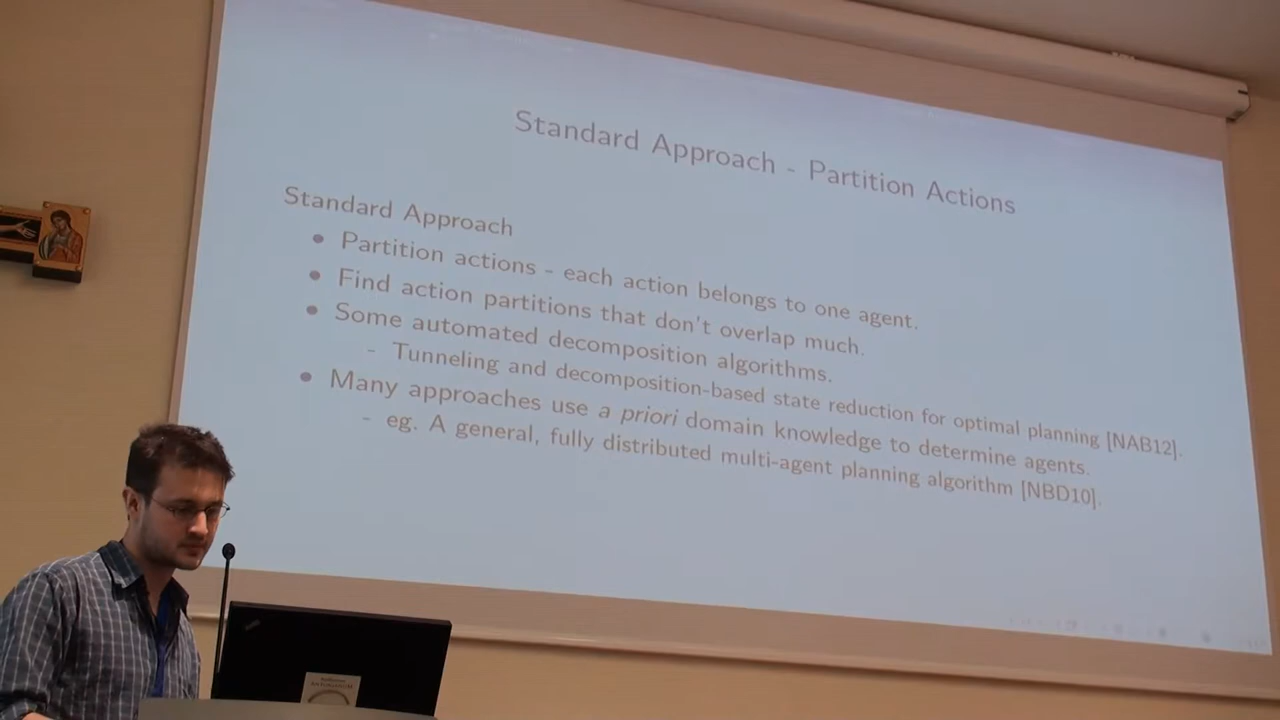 Standard Approach - Partition Actions
Standard Approach
• Partition actions - each action belongs to one agent.
• Find action partitions that don't overlap much.
• Some automated decomposition algorithms.
- Tunneling and decomposition-based state reduction for optimal planning [NAB12].
• Many approaches use a priori domain knowledge to determine agents.
- eg. A general, fully distributed multi-agent planning algorithm [NBD10].